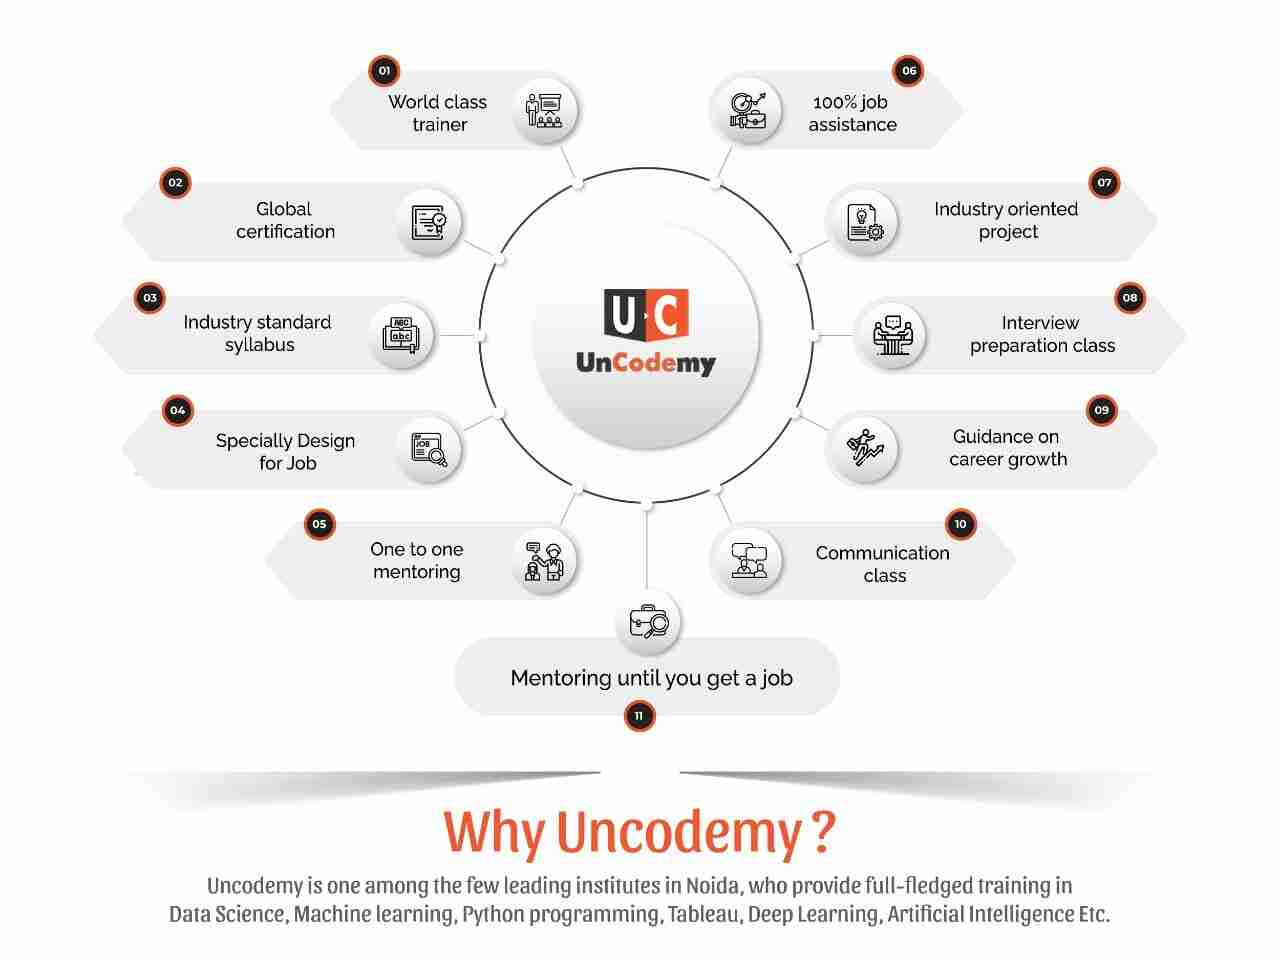 01
World class
trainer
02
Global
certification
03
Industry standard
syllabus
ABC
abc
04
Specially Design
for Job
JOB
05
One to one
mentoring
06
100% job
assistance
07
Industry oriented
project
08
Interview
preparation class
09
Guidance on
career growth
10
Communication
class
UC
UnCodemy
Mentoring until you get a job
11
Why Uncodemy ?
Uncodemy is one among the few leading institutes in Noida, who provide full-fledged training in
Data Science, Machine learning, Python programming, Tableau, Deep Learning, Artificial Intelligence Etc.